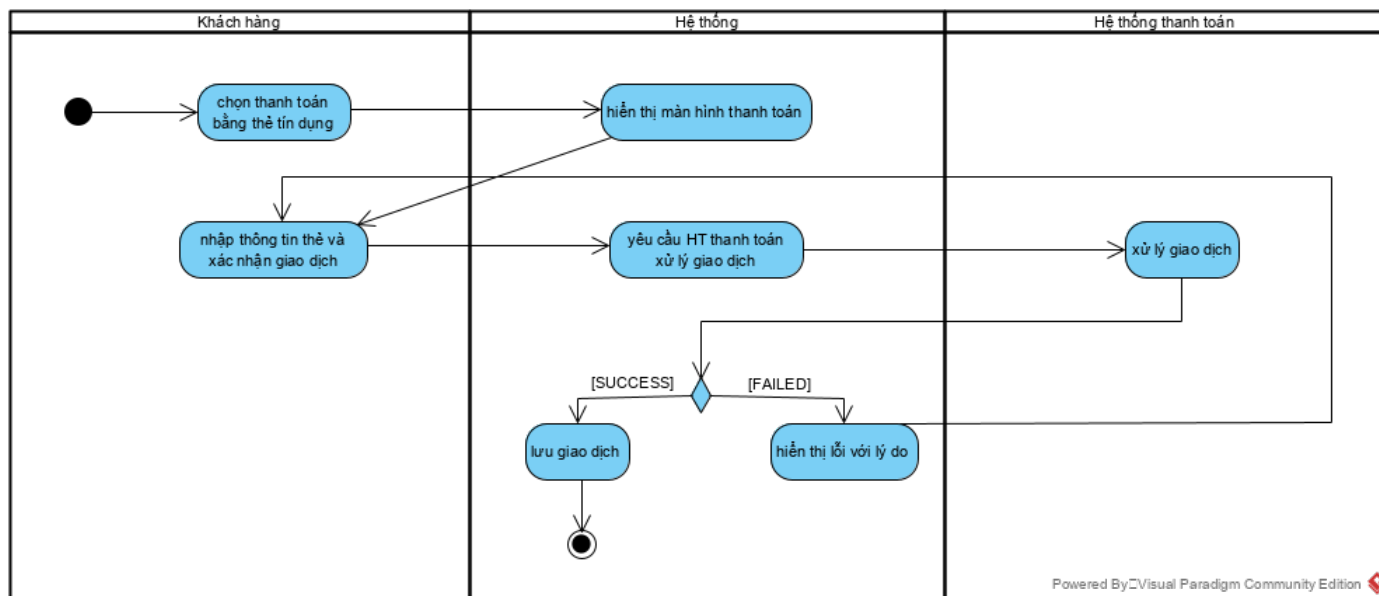 Khách hàng
Hệ thống
Hệ thống thanh toán
chọn thanh toán
bằng thẻ tín dụng
hiển thị màn hình thanh toán
nhập thông tin thẻ và
xác nhận giao dịch
yêu cầu HT thanh toán
xử lý giao dịch
xử lý giao dịch
[SUCCESS]
[FAILED]
lưu giao dịch
hiển thị lỗi với lý do
Powered By□Visual Paradigm Community Edition